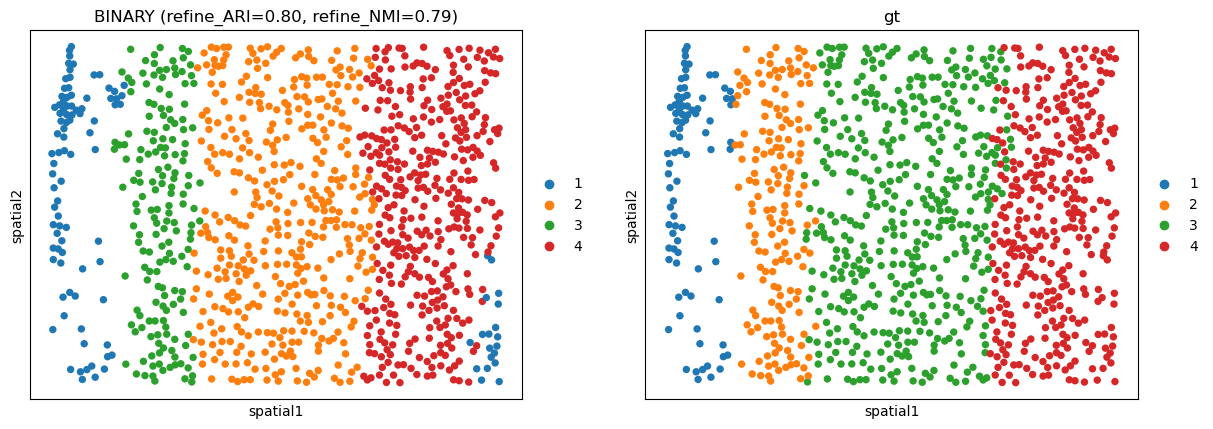 BINARY (refine_ARI=0.80, refine_NMI=0.79)
spatial2
spatial1
1
2
3
4
gt
spatial2
spatial1
1
2
3
4